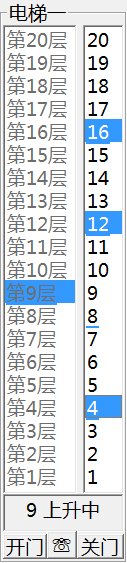 电梯
第20层 20
第19层 19
第18层 18
第17层 17
第16层 16
第15层 15
第14层 14
第13层 13
第12层 12
第11层 11
第10层 10
第9层 9
第8层 8
第7层 7
第6层 6
第5层 5
第4层 4
第3层 3
第2层 2
第1层 1
9 上升中
开门 ☏ 关门